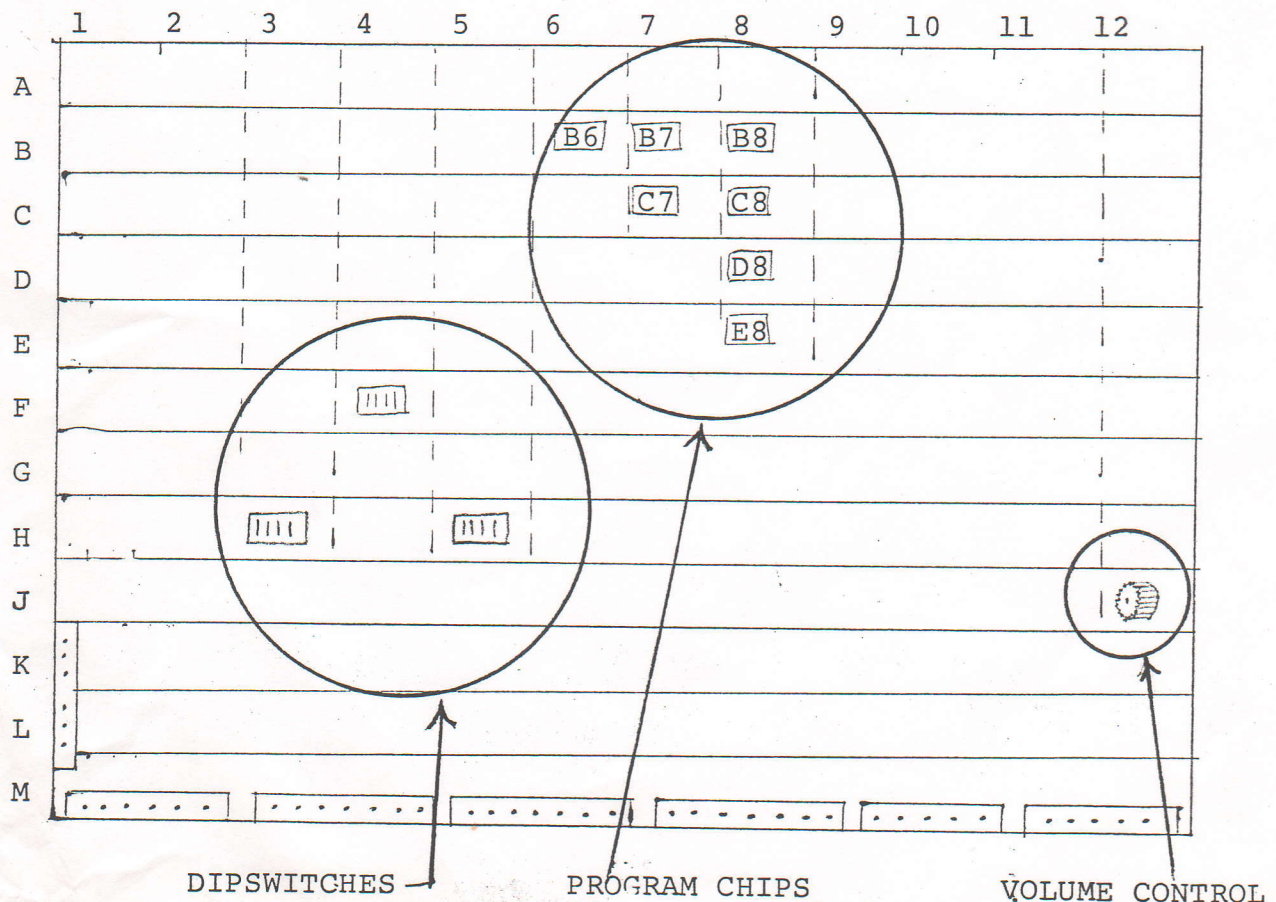 1 2 3 4 5 6 7 8 9 10 11 12
A
B B6 B7 B8
C C7 C8
D D8
E E8
F
G
H
J
K
L
M
DIPSWITCHES PROGRAM CHIPS VOLUME CONTROL